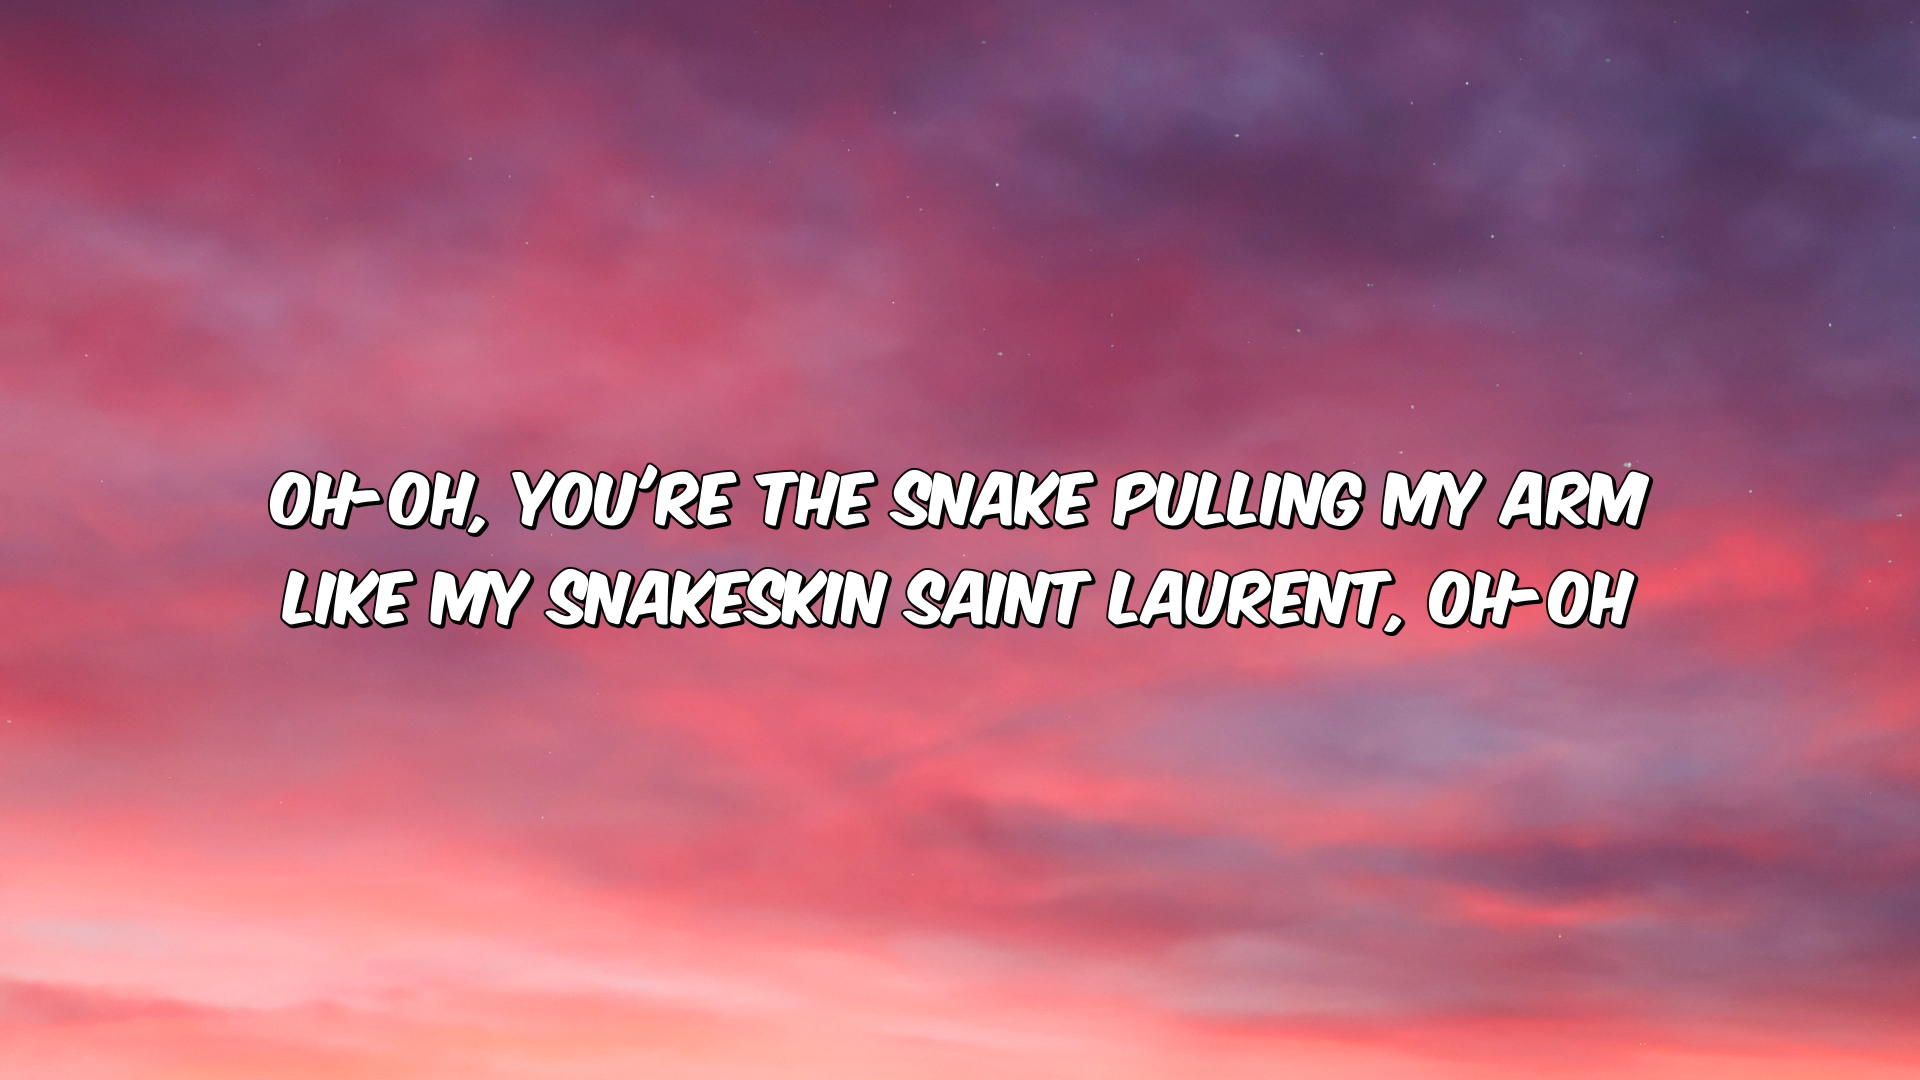 OH-OH, YOU'RE THE SNAKE PULLING MY ARM
LIKE MY SNAKESKIN SAINT LAURENT, OH-OH